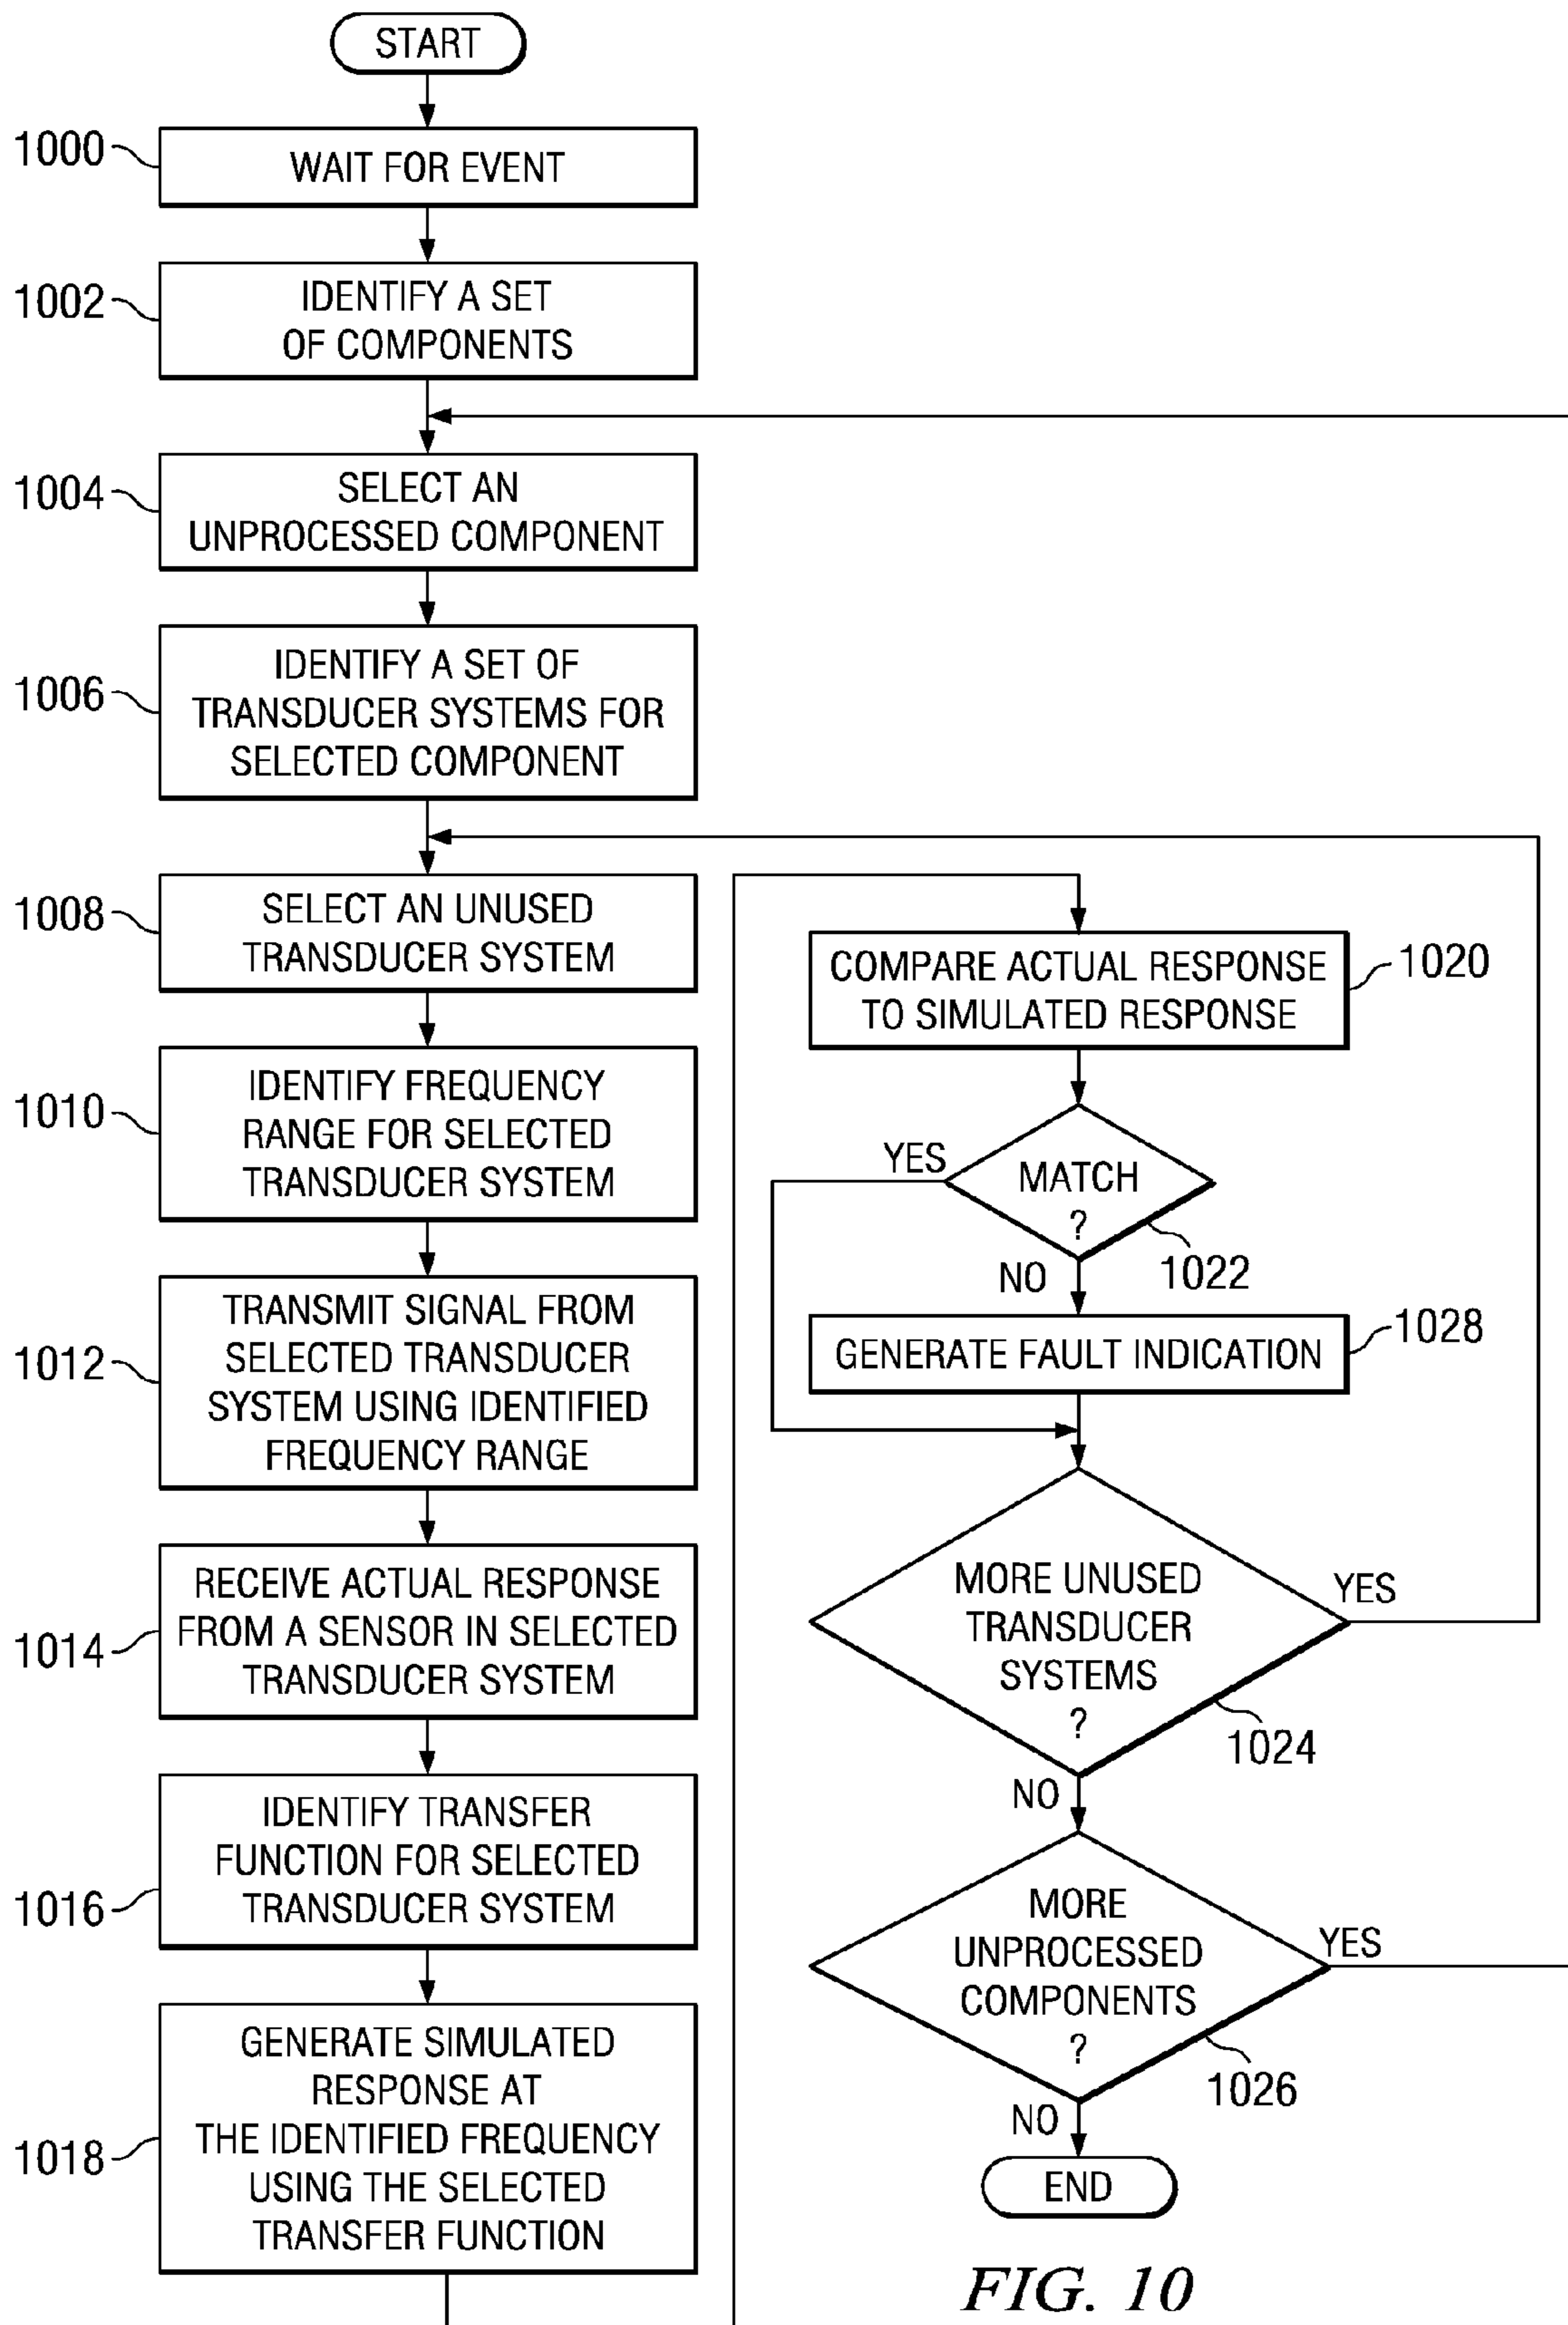 START
1000
WAIT FOR EVENT
1002
IDENTIFY A SET
OF COMPONENTS
1004
SELECT AN
UNPROCESSED COMPONENT
1006
IDENTIFY A SET OF
TRANSDUCER SYSTEMS FOR
SELECTED COMPONENT
1008
SELECT AN UNUSED
TRANSDUCER SYSTEM
1010
IDENTIFY FREQUENCY
RANGE FOR SELECTED
TRANSDUCER SYSTEM
1012
TRANSMIT SIGNAL FROM
SELECTED TRANSDUCER
SYSTEM USING IDENTIFIED
FREQUENCY RANGE
1014
RECEIVE ACTUAL RESPONSE
FROM A SENSOR IN SELECTED
TRANSDUCER SYSTEM
1016
IDENTIFY TRANSFER
FUNCTION FOR SELECTED
TRANSDUCER SYSTEM
1018
GENERATE SIMULATED
RESPONSE AT
THE IDENTIFIED FREQUENCY
USING THE SELECTED
TRANSFER FUNCTION
COMPARE ACTUAL RESPONSE
TO SIMULATED RESPONSE
1020
YES
MATCH
?
1022
NO
GENERATE FAULT INDICATION
1028
MORE UNUSED
TRANSDUCER
SYSTEMS
?
YES
1024
NO
MORE
UNPROCESSED
COMPONENTS
?
YES
1026
NO
END
FIG. 10